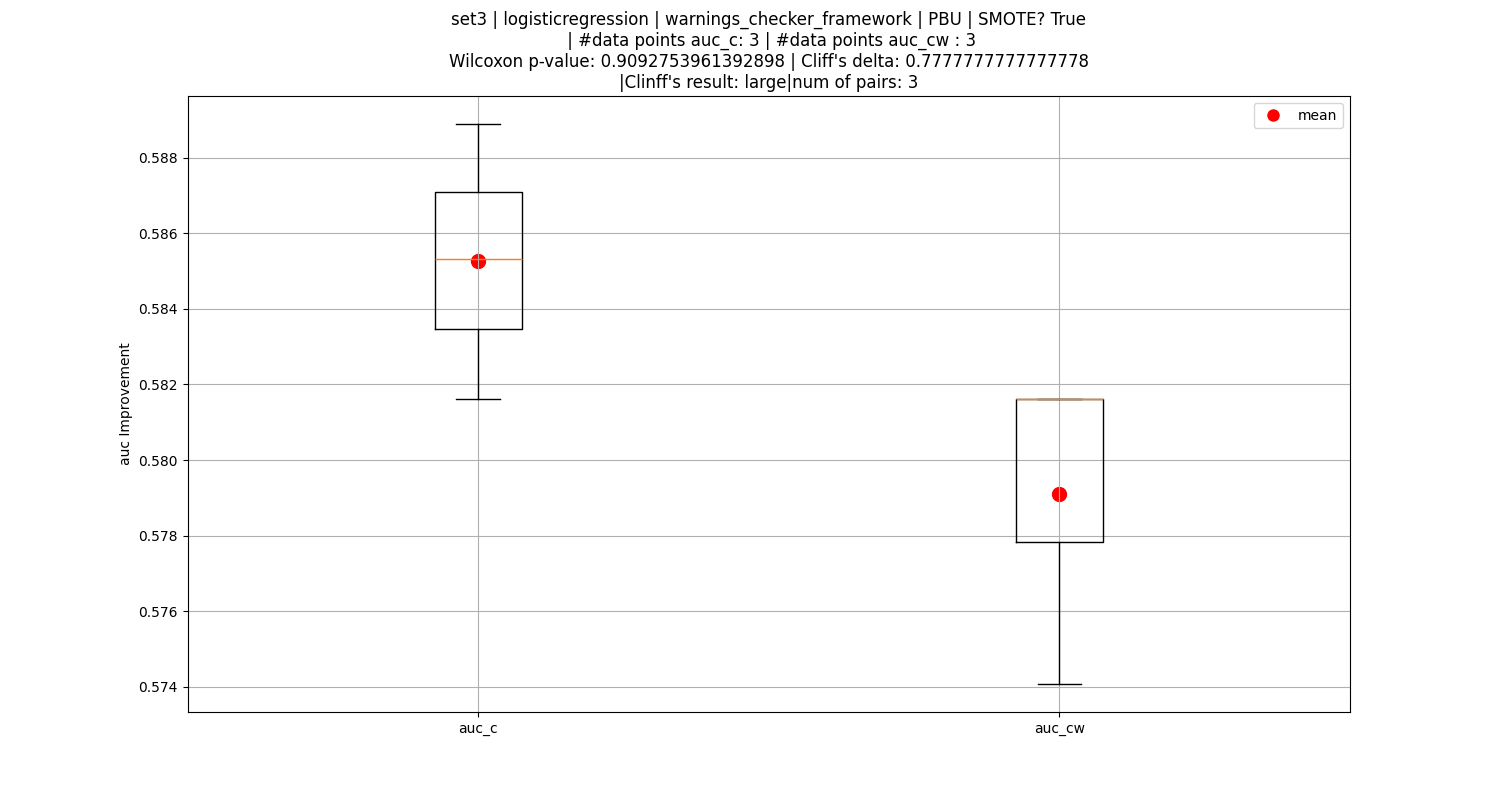 set3 | logisticregression | warnings_checker_framework | PBU | SMOTE? True
| #data points auc_c: 3 | #data points auc_cw : 3
Wilcoxon p-value: 0.9092753961392898 | Cliff's delta: 0.7777777777777778
|Clinff's result: large|num of pairs: 3
mean
0.588
0.586
0.584
0.582
0.580
0.578
0.576
0.574
auc Improvement
auc_c
auc_cw